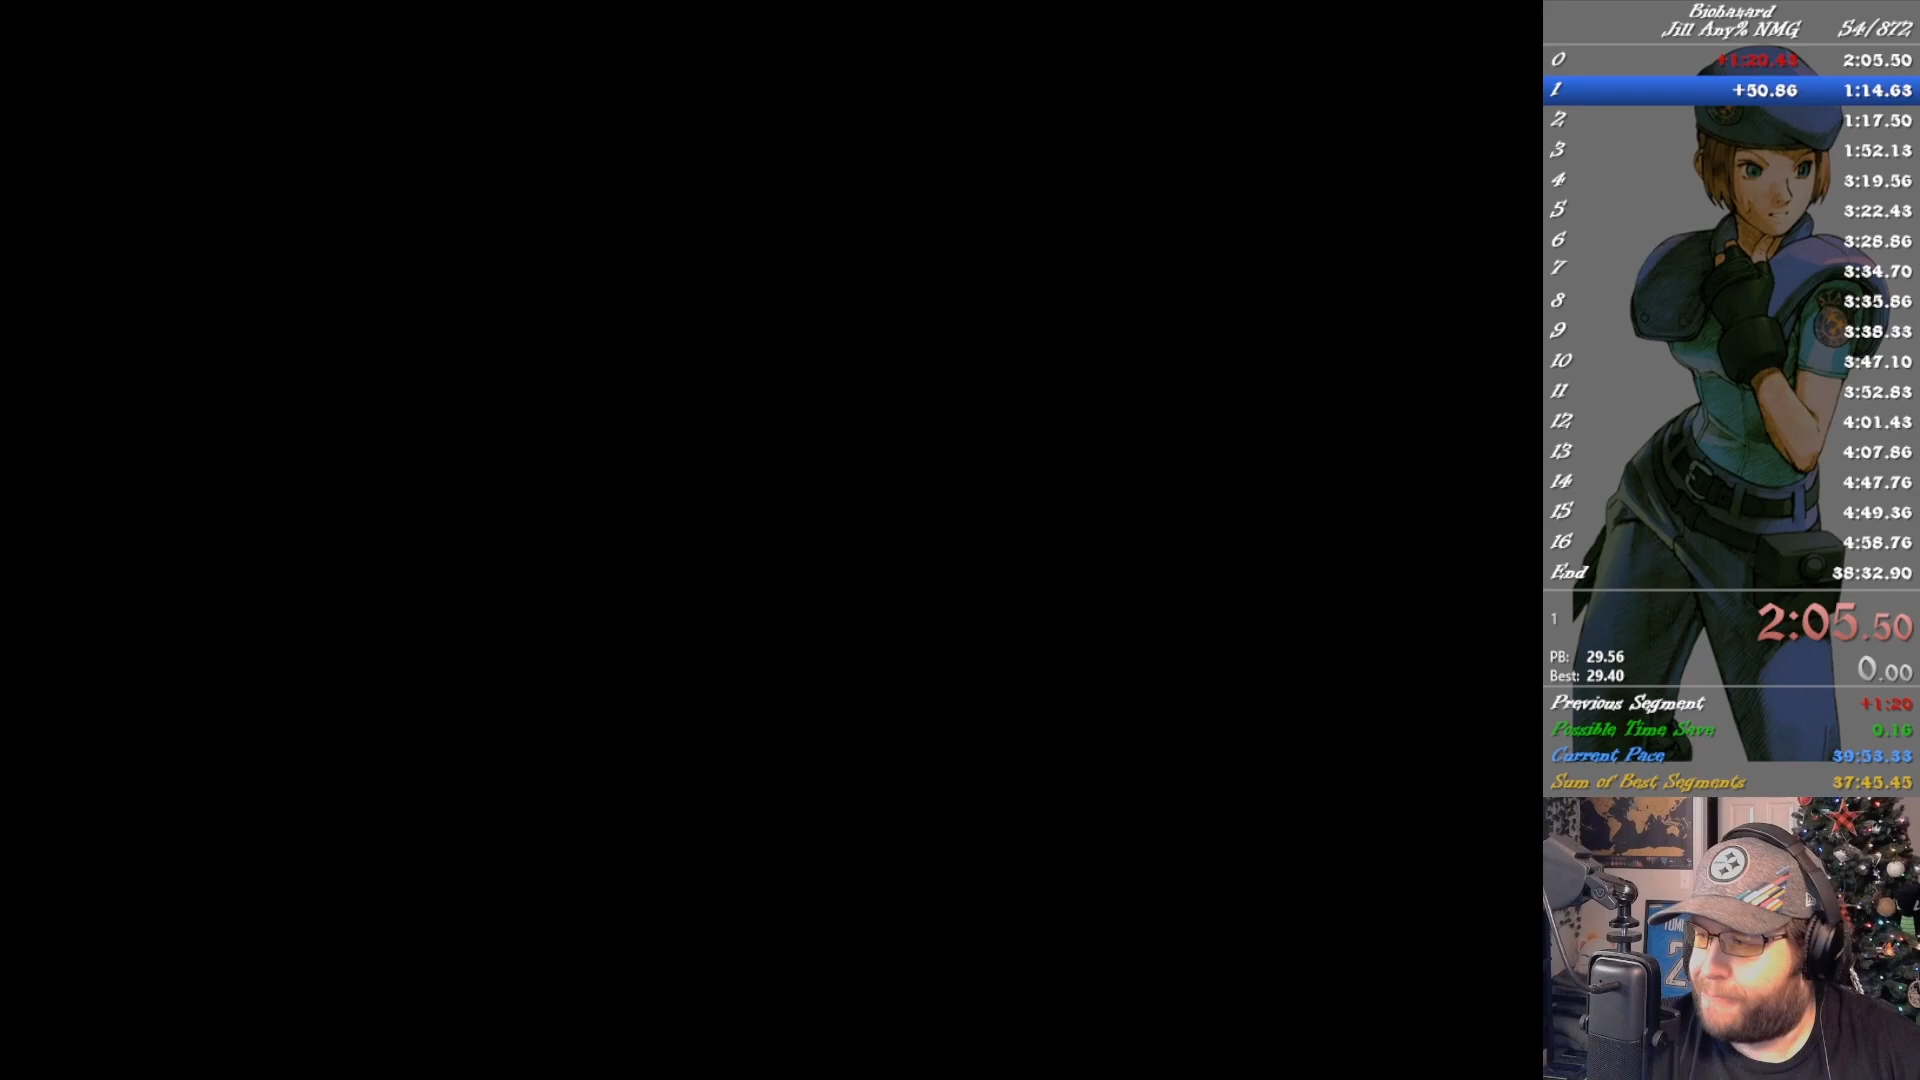 Biohazard
Jill Any% NMG 54/872
0 +1:20.43 2:05.50
1 +50.86 1:14.63
2 1:17.50
3 1:52.13
4 3:19.56
5 3:22.43
6 3:28.86
7 3:34.70
8 3:35.86
9 3:38.33
10 3:47.10
11 3:52.83
12 4:01.43
13 4:07.86
14 4:47.76
15 4:49.36
16 4:58.76
End 38:32.90
1 2:05.50
PB: 29.56
Best: 29.40 0.00
Previous Segment +1:20
Possible Time Save 0.16
Current Pace 39:53.33
Sum of Best Segments 37:45.45